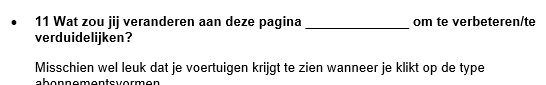 • 11 Wat zou jij veranderen aan deze pagina _______________ om te verbeteren/te
verduidelijken?
Misschien wel leuk dat je voertuigen krijgt te zien wanneer je klikt op de type
abonnementsvormen